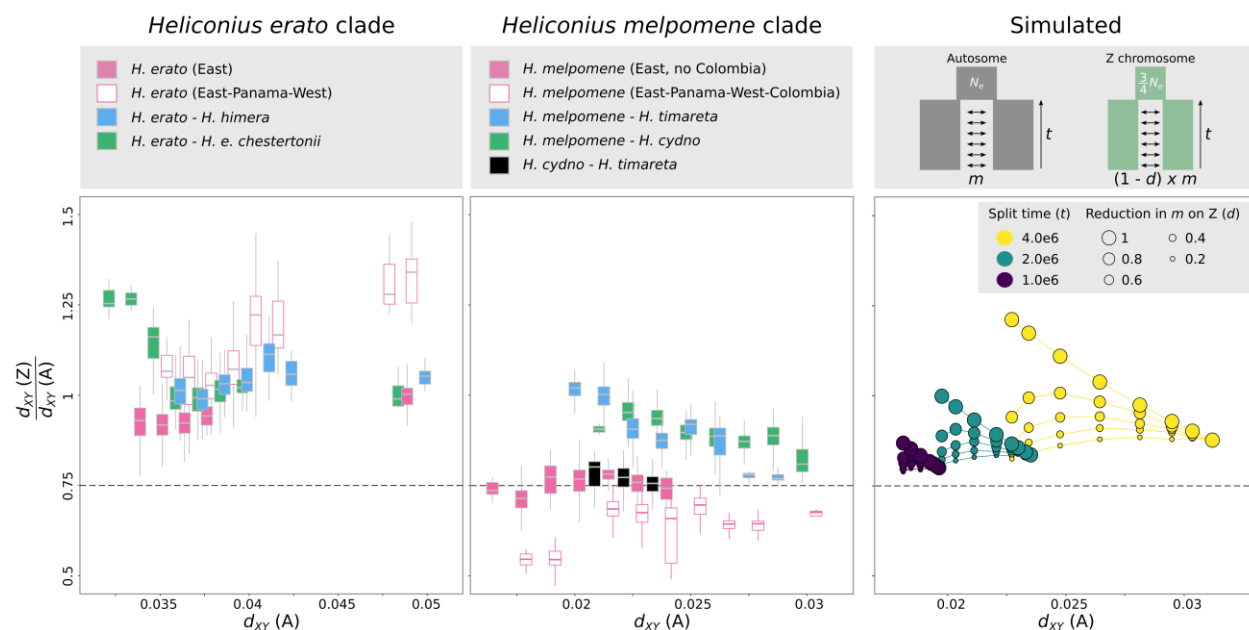 Heliconius erato clade
H. erato (East)
H. erato (East-Panama-West)
H. erato - H. himera
H. erato - H. e. chestertonii
Heliconius melpomene clade
H. melpomene (East, no Colombia)
H. melpomene (East-Panama-West-Colombia)
H. melpomene - H. timareta
H. melpomene - H. cydno
H. cydno - H. timareta
Simulated
Autosome
Z chromosome
Ne
3/4 Ne
t
t
m
(1 - d) x m
Split time (t)
4.0e6
2.0e6
1.0e6
Reduction in m on Z (d)
1
0.8
0.6
0.4
0.2
dXY (Z)
dXY (A)
1.5
1.25
1
0.75
0.5
0.035
0.04
0.045
0.05
dXY (A)
0.02
0.025
0.03
dXY (A)
0.02
0.025
0.03
dXY (A)